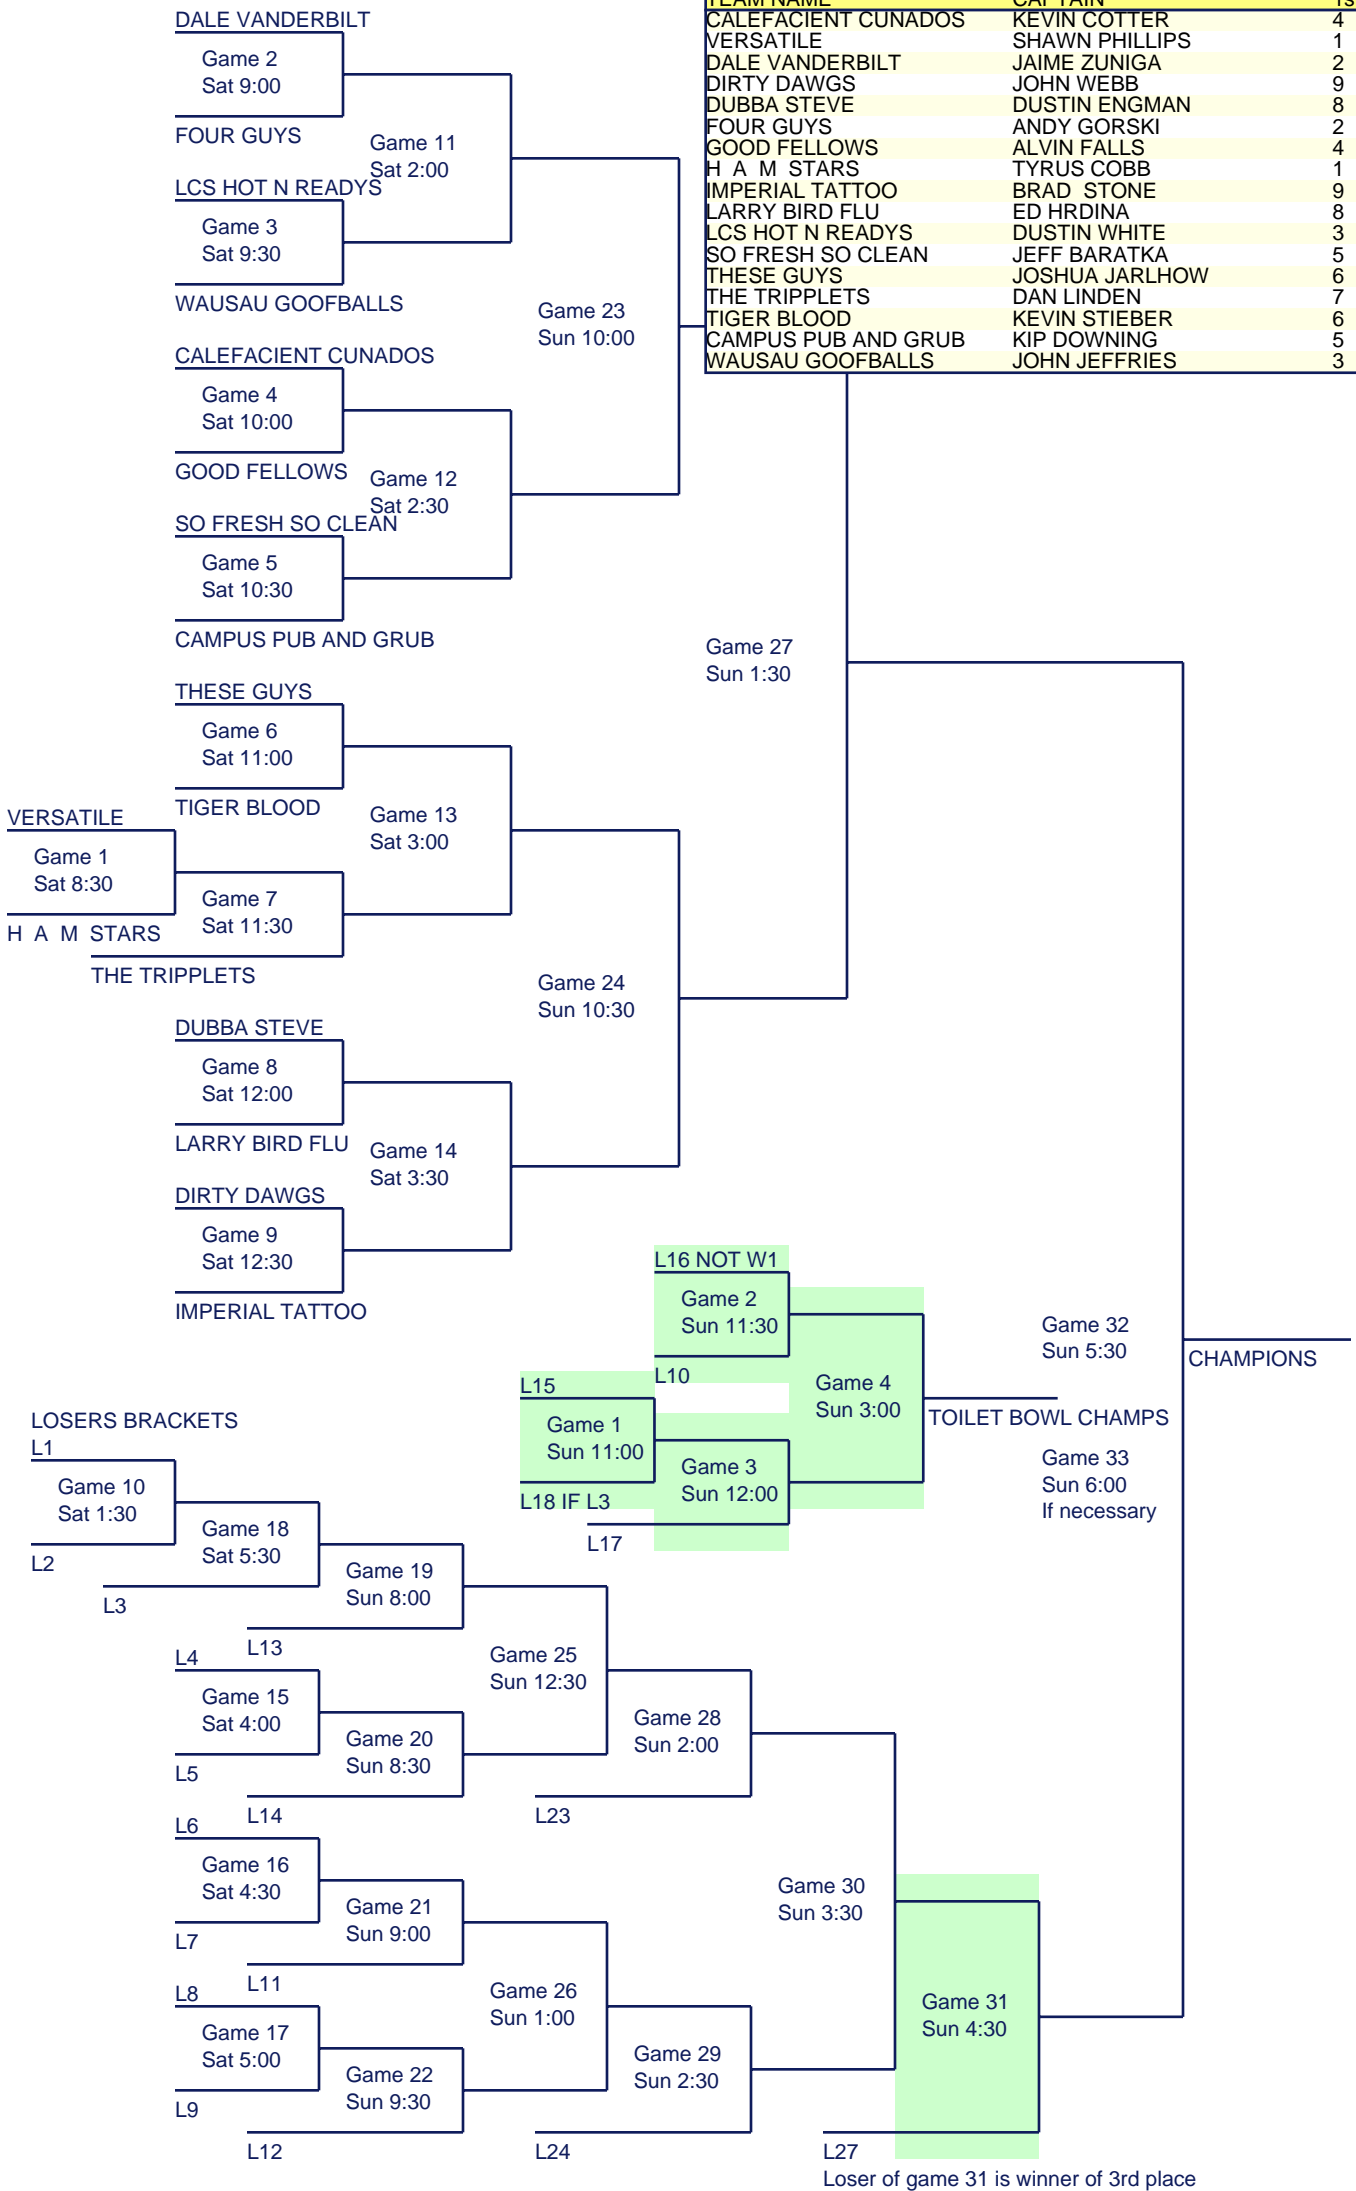 TEAM NAME CAPTAIN
CALEFACIENT CUNADOS KEVIN COTTER 4
VERSATILE SHAWN PHILLIPS 1
DALE VANDERBILT JAIME ZUNIGA 2
DIRTY DAWGS JOHN WEBB 9
DUBBA STEVE DUSTIN ENGMAN 8
FOUR GUYS ANDY GORSKI 2
GOOD FELLOWS ALVIN FALLS 4
H A M STARS TYRUS COBB 1
IMPERIAL TATTOO BRAD STONE 9
LARRY BIRD FLU ED HRDINA 8
LCS HOT N READYS DUSTIN WHITE 3
SO FRESH SO CLEAN JEFF BARATKA 5
THESE GUYS JOSHUA JARLHOW 6
THE TRIPPLETS DAN LINDEN 7
TIGER BLOOD KEVIN STIEBER 6
CAMPUS PUB AND GRUB KIP DOWNING 5
WAUSAU GOOFBALLS JOHN JEFFRIES 3
DALE VANDERBILT
Game 2
Sat 9:00
FOUR GUYS
Game 11
Sat 2:00
LCS HOT N READYS
Game 3
Sat 9:30
WAUSAU GOOFBALLS
Game 23
Sun 10:00
CALEFACIENT CUNADOS
Game 4
Sat 10:00
GOOD FELLOWS
Game 12
Sat 2:30
SO FRESH SO CLEAN
Game 5
Sat 10:30
CAMPUS PUB AND GRUB
Game 27
Sun 1:30
THESE GUYS
Game 6
Sat 11:00
TIGER BLOOD
Game 13
Sat 3:00
VERSATILE
Game 1
Sat 8:30
H A M STARS
Game 7
Sat 11:30
THE TRIPPLETS
Game 24
Sun 10:30
DUBBA STEVE
Game 8
Sat 12:00
LARRY BIRD FLU
Game 14
Sat 3:30
DIRTY DAWGS
Game 9
Sat 12:30
IMPERIAL TATTOO
L16 NOT W1
Game 2
Sun 11:30
L10
L15
Game 1
Sun 11:00
L18 IF L3
Game 3
Sun 12:00
L17
Game 4
Sun 3:00
TOILET BOWL CHAMPS
Game 32
Sun 5:30
CHAMPIONS
Game 33
Sun 6:00
If necessary
LOSERS BRACKETS
L1
Game 10
Sat 1:30
L2
Game 18
Sat 5:30
L3
Game 19
Sun 8:00
L13
L4
Game 15
Sat 4:00
L5
Game 20
Sun 8:30
L14
Game 25
Sun 12:30
Game 28
Sun 2:00
L23
L6
Game 16
Sat 4:30
L7
Game 21
Sun 9:00
L11
L8
Game 17
Sat 5:00
L9
Game 22
Sun 9:30
L12
Game 26
Sun 1:00
Game 29
Sun 2:30
L24
Game 30
Sun 3:30
Game 31
Sun 4:30
L27
Loser of game 31 is winner of 3rd place